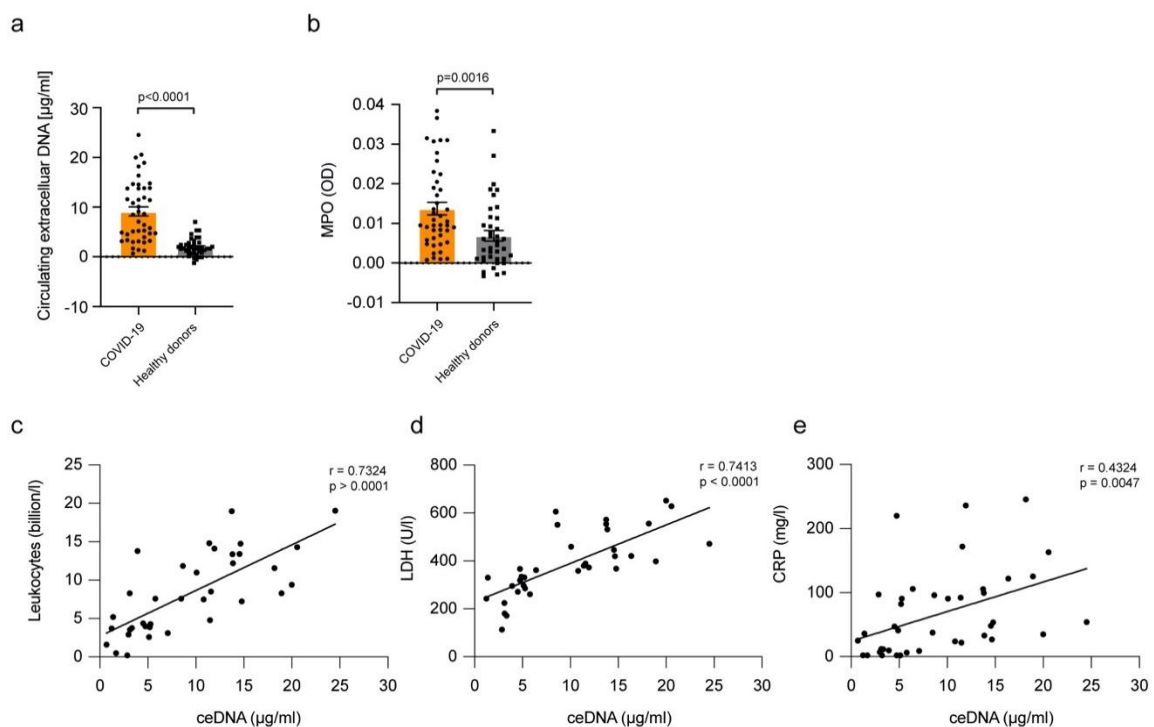 a
Circulating extracelluar DNA [µg/ml]
p<0.0001
30
20
10
0
-10
COVID-19
Healthy donors
b
MPO (OD)
p=0.0016
0.04
0.03
0.02
0.01
0.00
-0.01
COVID-19
Healthy donors
c
Leukocytes (billion/l)
r = 0.7324
p > 0.0001
25
20
15
10
5
0
0 5 10 15 20 25 30
ceDNA (µg/ml)
d
LDH (U/l)
r = 0.7413
p < 0.0001
800
600
400
200
0
0 5 10 15 20 25 30
ceDNA (µg/ml)
e
CRP (mg/l)
r = 0.4324
p = 0.0047
300
200
100
0
0 5 10 15 20 25 30
ceDNA (µg/ml)